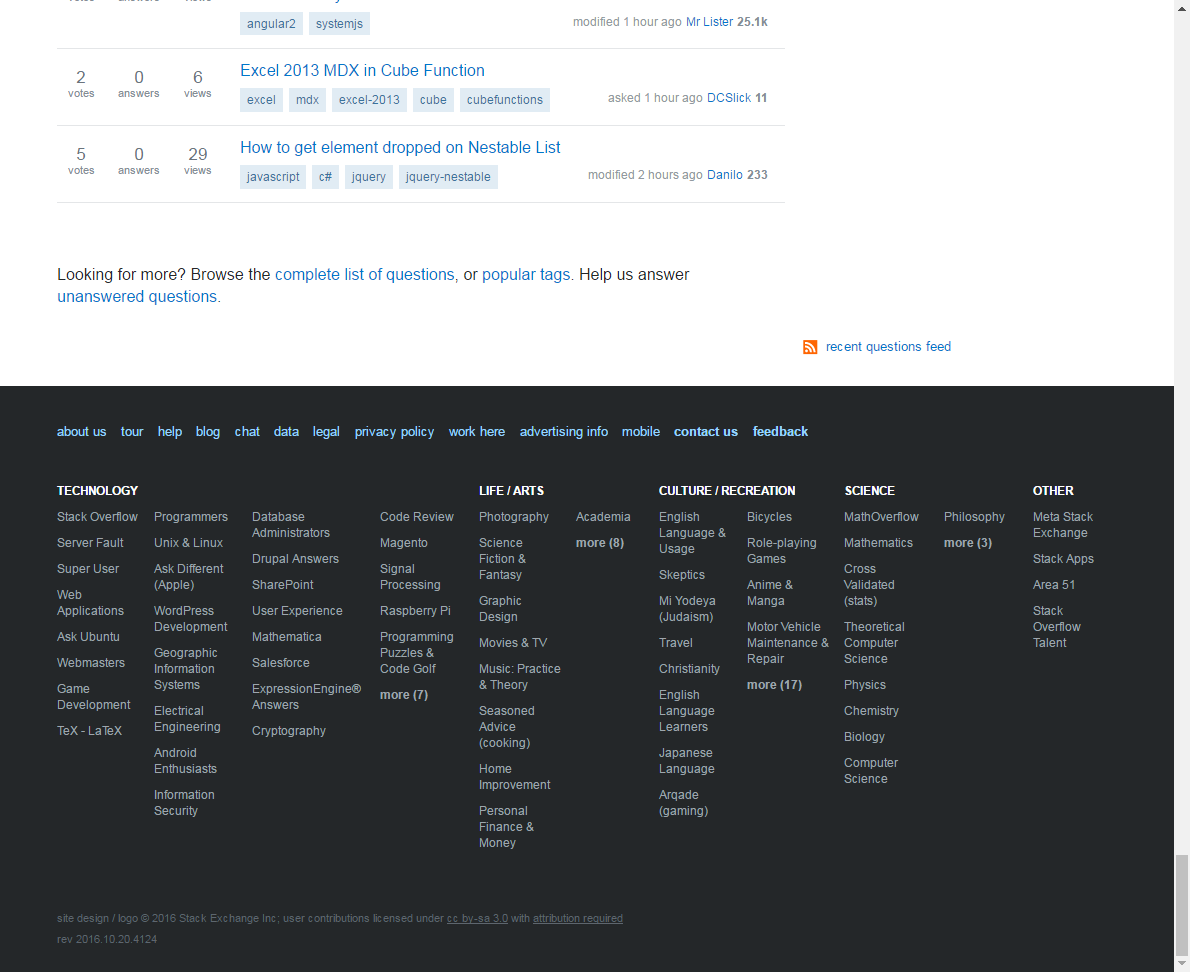 angular2 systemjs modified 1 hour ago Mr Lister 25.1k
2 0 6 Excel 2013 MDX in Cube Function
votes answers views
excel mdx excel-2013 cube cubefunctions asked 1 hour ago DCSlick 11
5 0 29 How to get element dropped on Nestable List
votes answers views
javascript c# jquery jquery-nestable modified 2 hours ago Danilo 233
Looking for more? Browse the complete list of questions, or popular tags. Help us answer
unanswered questions.
recent questions feed
about us tour help blog chat data legal privacy policy work here advertising info mobile contact us feedback
TECHNOLOGY
Stack Overflow
Server Fault
Super User
Web
Applications
Ask Ubuntu
Webmasters
Game
Development
TeX - LaTeX
Programmers
Unix & Linux
Ask Different
(Apple)
WordPress
Development
Geographic
Information
Systems
Electrical
Engineering
Android
Enthusiasts
Information
Security
Database
Administrators
Drupal Answers
SharePoint
User Experience
Mathematica
Salesforce
ExpressionEngine®
Answers
Cryptography
Code Review
Magento
Signal
Processing
Raspberry Pi
Programming
Puzzles &
Code Golf
more (7)
LIFE / ARTS
Photography
Science
Fiction &
Fantasy
Graphic
Design
Movies & TV
Music: Practice
& Theory
Seasoned
Advice
(cooking)
Home
Improvement
Personal
Finance &
Money
Academia
more (8)
CULTURE / RECREATION
English
Language &
Usage
Skeptics
Mi Yodeya
(Judaism)
Travel
Christianity
English
Language
Learners
Japanese
Language
Arqade
(gaming)
Bicycles
Role-playing
Games
Anime &
Manga
Motor Vehicle
Maintenance &
Repair
more (17)
SCIENCE
MathOverflow
Mathematics
Cross
Validated
(stats)
Theoretical
Computer
Science
Physics
Chemistry
Biology
Computer
Science
Philosophy
more (3)
OTHER
Meta Stack
Exchange
Stack Apps
Area 51
Stack
Overflow
Talent
site design / logo © 2016 Stack Exchange Inc; user contributions licensed under cc by-sa 3.0 with attribution required
rev 2016.10.20.4124